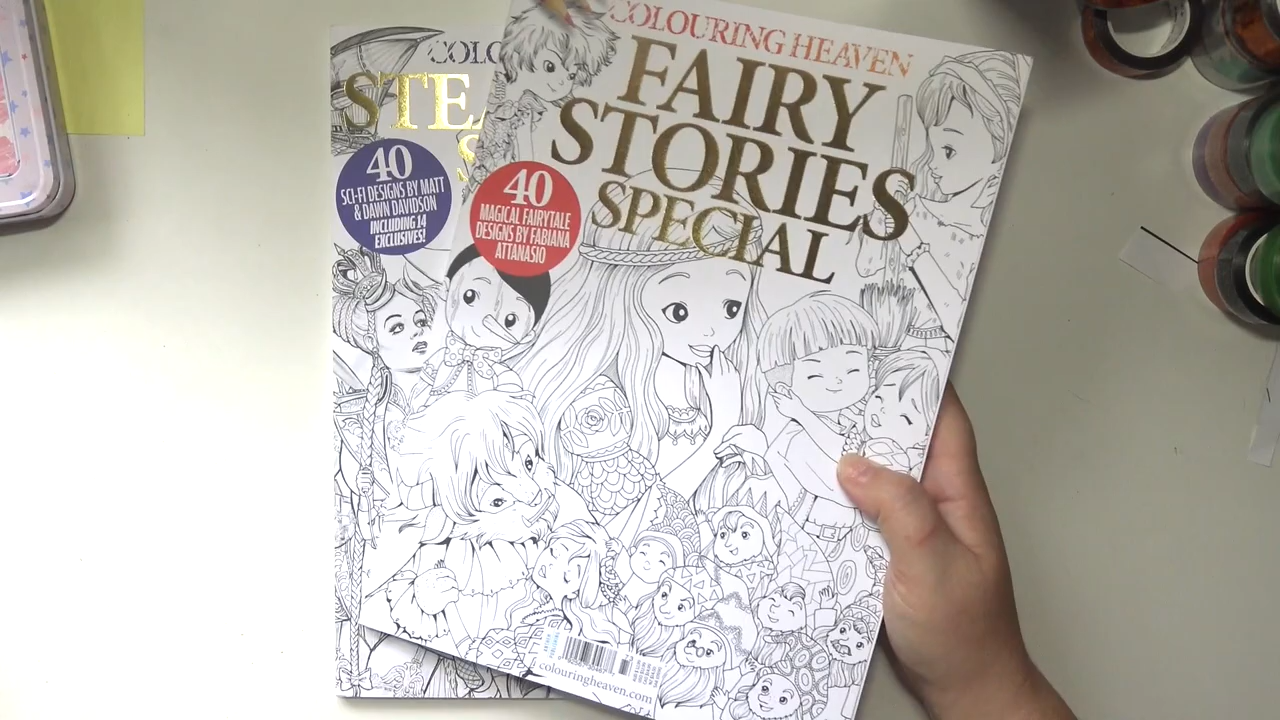 COLOURING HEAVEN
FAIRY
STORIES
SPECIAL
40
MAGICAL FAIRYTALE
DESIGNS BY FABIANA
ATTANASIO
colouringheaven.com
COLO
STEA
S
40
SCI-FI DESIGNS BY MATT
& DAWN DAVIDSON
INCLUDING 14
EXCLUSIVES!